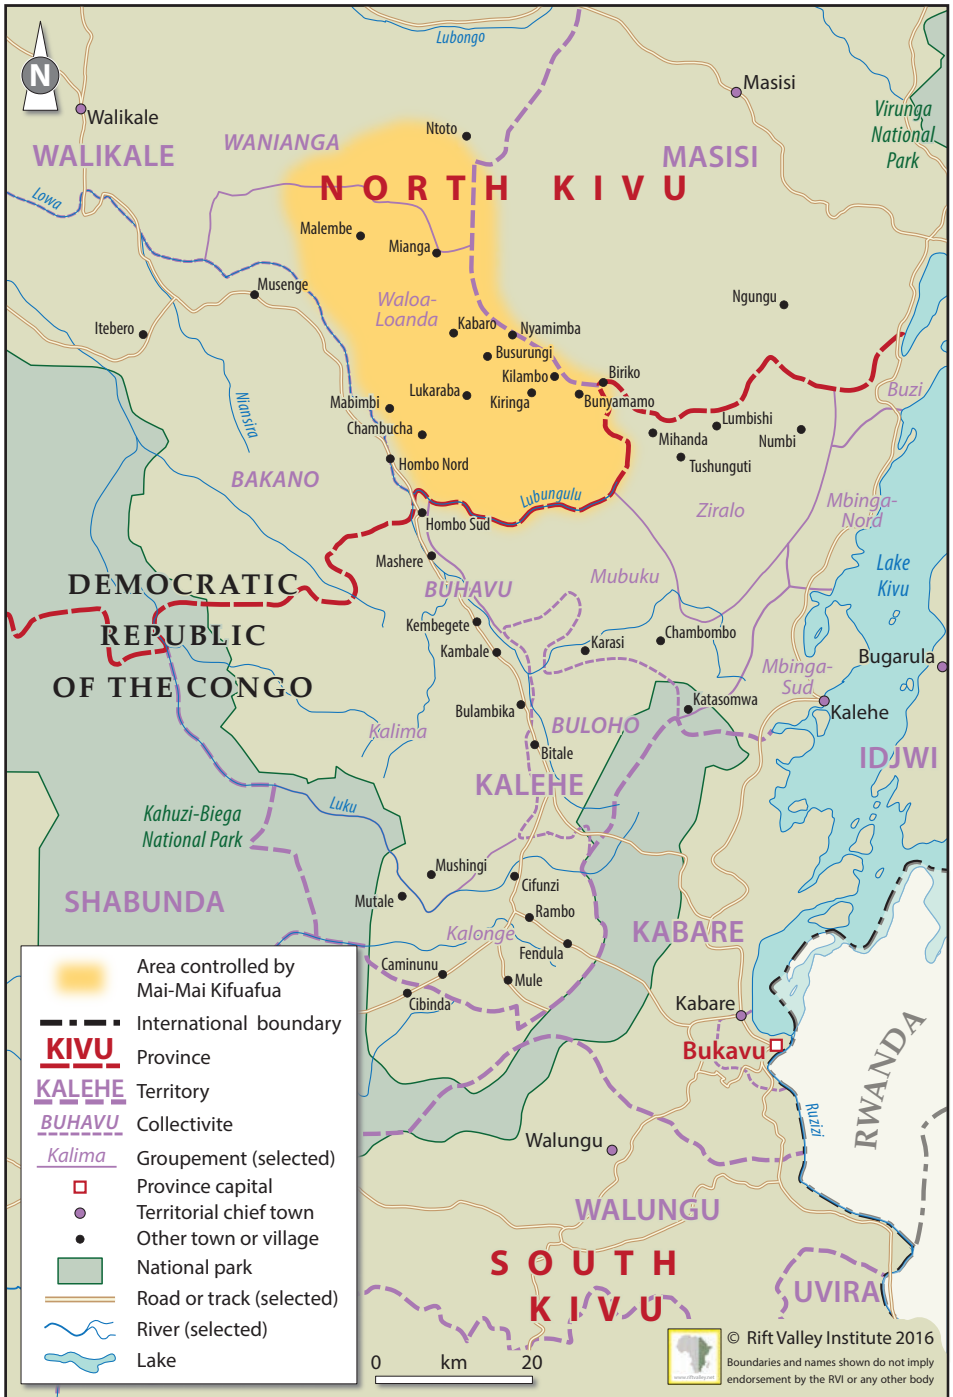 Lubongo
N
Masisi
Walikale
Virunga
National
Park
Ntoto
WANIANGA
WALIKALE
MASISI
NORTH KIVU
Lowa
Malembe
Mianga
Musenge
Ngungu
Waloa-
Loanda
Itebero
Kabaro
Nyamimba
Busurungi
Biriko
Kilambo
Buzi
Niansira
Lukaraba
Kiringa
Bunyamamo
Mabimbi
Lumbishi
Chambucha
Mihanda
Numbi
Hombo Nord
Tushunguti
BAKANO
Lubungulu
Ziralo
Mbinga-
Nord
Hombo Sud
Mashere
Lake
Kivu
DEMOCRATIC
REPUBLIC
OF THE CONGO
BUHAVU
Mubuku
Kembegete
Karasi
Chambombo
Kambale
Bugarula
Mbinga-
Sud
Katasomwa
Bulambika
Kalehe
Kalima
BULOHO
Bitale
IDJWI
KALEHE
Luku
Kahuzi-Biega
National Park
Mushingi
Cifunzi
SHABUNDA
Mutale
Rambo
Kalonge
KABARE
Fendula
Caminunu
Mule
Cibinda
Kabare
Bukavu
RWANDA
Ruzizi
Walungu
WALUNGU
SOUTH
KIVU
UVIRA
Area controlled by
Mai-Mai Kifuafua
International boundary
KIVU Province
KALEHE Territory
BUHAVU Collectivite
Kalima Groupement (selected)
Province capital
Territorial chief town
Other town or village
National park
Road or track (selected)
River (selected)
Lake
0 km 20
www.riftvalley.net
© Rift Valley Institute 2016
Boundaries and names shown do not imply
endorsement by the RVI or any other body